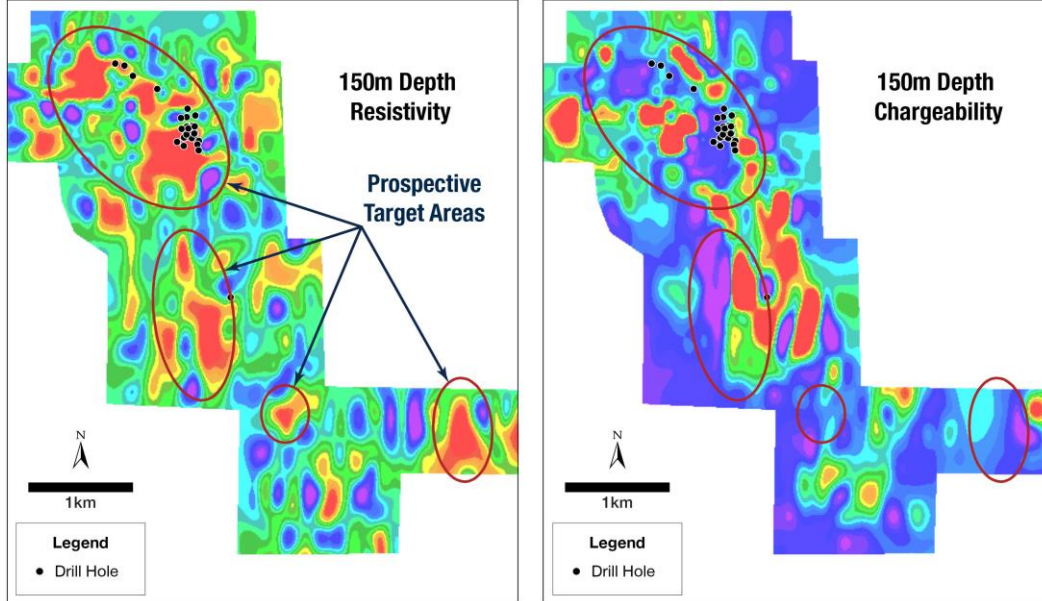 150m Depth
Resistivity
Prospective
Target Areas
N
1km
Legend
Drill Hole
150m Depth
Chargeability
N
1km
Legend
Drill Hole